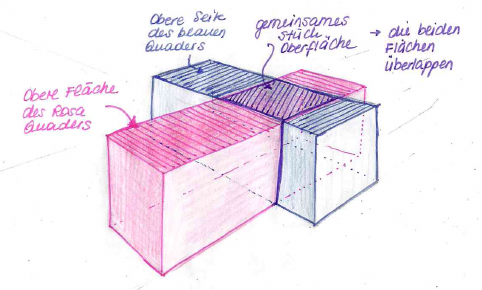 Obere Seite
des blauen
Quaders
gemeinsames
Stück
Oberfläche
→ die beiden
Flächen
überlappen
Obere Fläche
des Rosa
Quaders